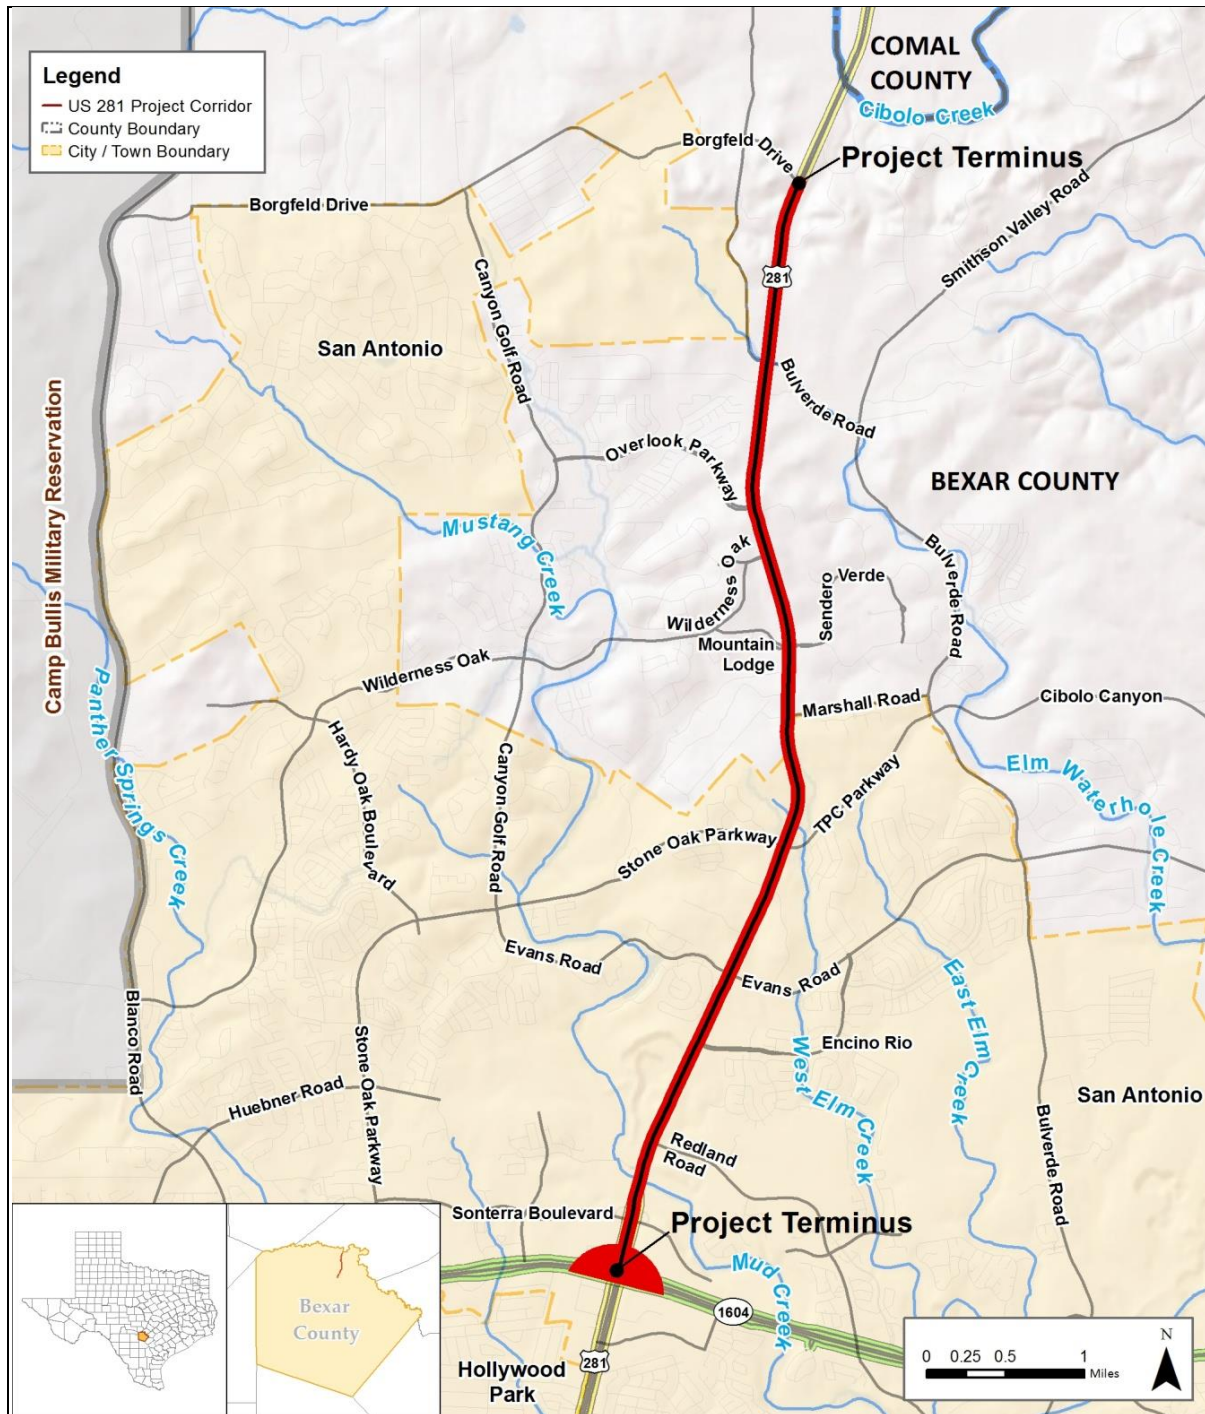 Legend
US 281 Project Corridor
County Boundary
City / Town Boundary
COMAL
COUNTY
Cibolo Creek
Borgfeld Drive
Project Terminus
Borgfeld Drive
Smithson Valley Road
281
Canyon Golf Road
San Antonio
Bulverde Road
Camp Bullis Military Reservation
Overlook Parkway
BEXAR COUNTY
Mustang Creek
Bulverde Road
Wilderness Oak
Sendero
Verde
Mountain
Lodge
Wilderness Oak
Panther Springs Creek
Marshall Road
Cibolo Canyon
Hardy Oak Boulevard
Canyon Golf Road
Elm Waterhole Creek
TPC Parkway
Stone Oak Parkway
Evans Road
Evans Road
East Elm Creek
Blanco Road
Stone Oak Parkway
Encino Rio
West Elm Creek
Huebner Road
San Antonio
Bulverde Road
Redland
Road
Sonterra Boulevard
Project Terminus
Mud Creek
1604
Bexar
County
281
Hollywood
Park
N
0 0.25 0.5 1
Miles